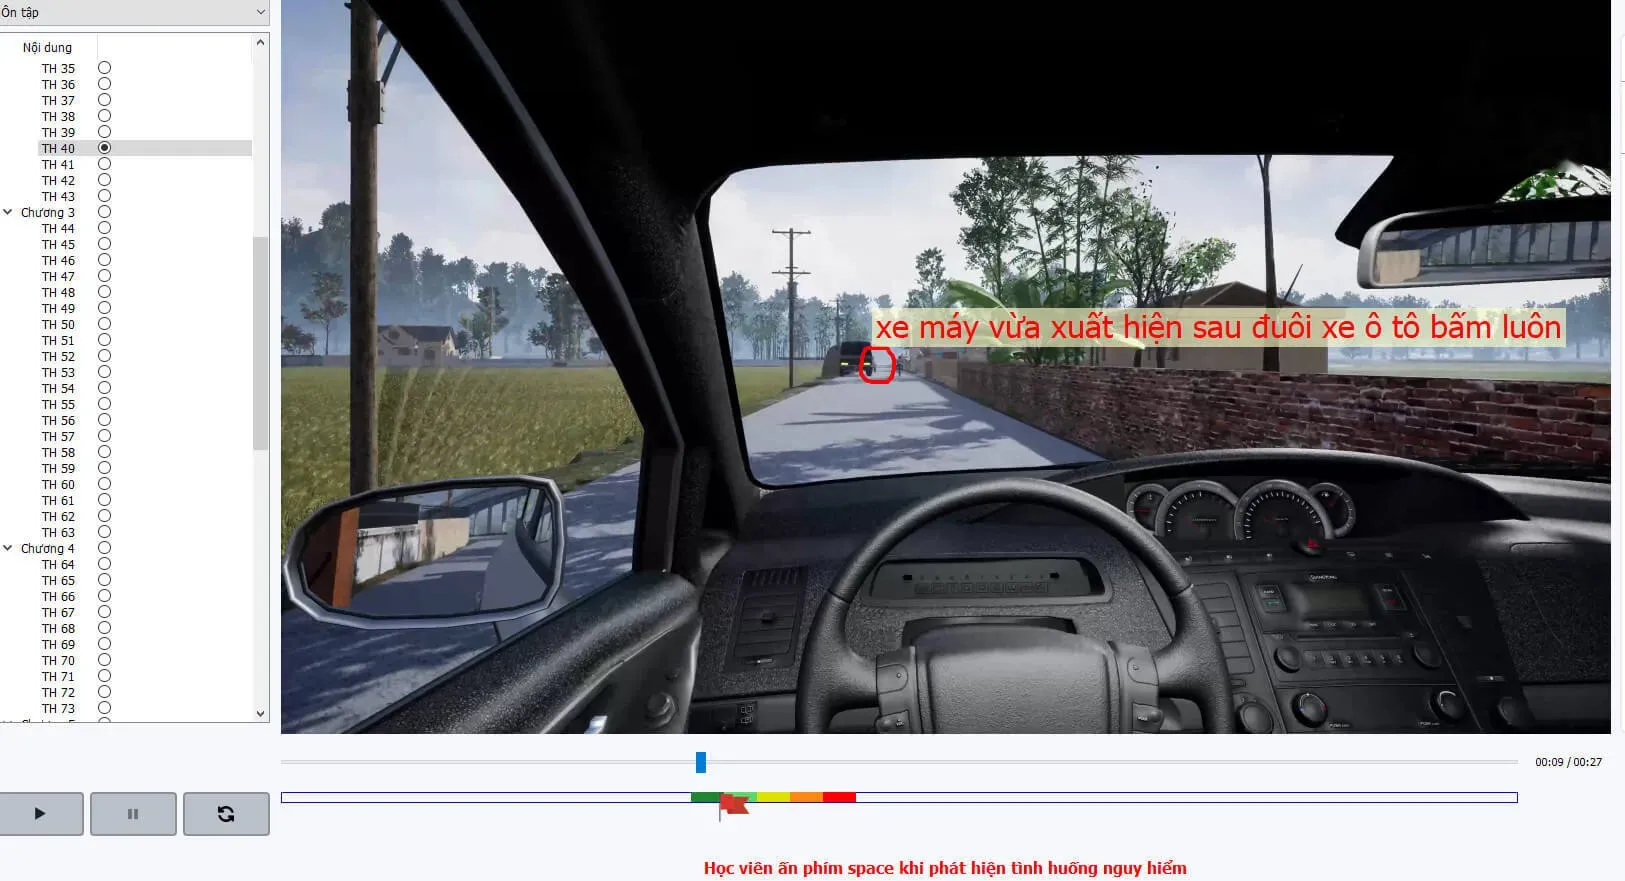 Ôn tập
Nội dung
TH 35
TH 36
TH 37
TH 38
TH 39
TH 40
TH 41
TH 42
TH 43
Chương 3
TH 44
TH 45
TH 46
TH 47
TH 48
TH 49
TH 50
TH 51
TH 52
TH 53
TH 54
TH 55
TH 56
TH 57
TH 58
TH 59
TH 60
TH 61
TH 62
TH 63
Chương 4
TH 64
TH 65
TH 66
TH 67
TH 68
TH 69
TH 70
TH 71
TH 72
TH 73
xe máy vừa xuất hiện sau đuôi xe ô tô bấm luôn
00:09 / 00:27
Học viên ấn phím space khi phát hiện tình huống nguy hiểm